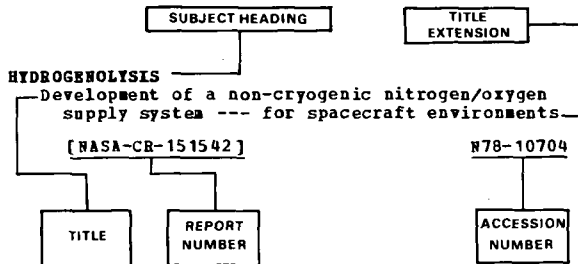 SUBJECT HEADING
TITLE
EXTENSION
HYDROGENOLYSIS
Development of a non-cryogenic nitrogen/oxygen
supply system --- for spacecraft environments
[NASA-CR-151542]
N78-10704
TITLE
REPORT
NUMBER
ACCESSION
NUMBER